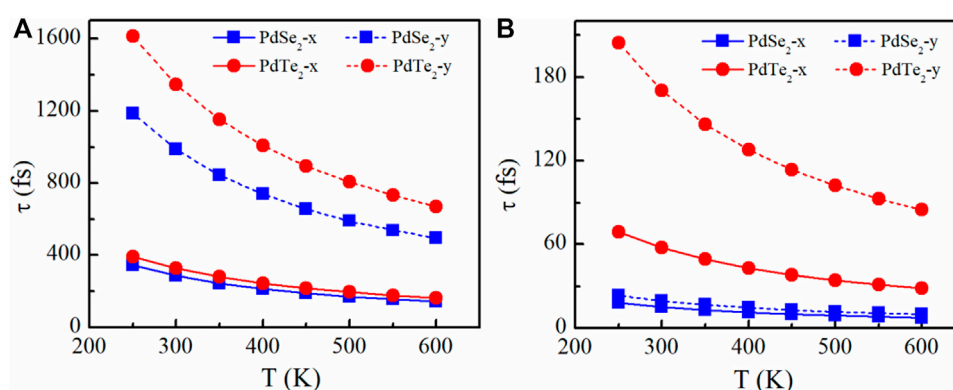 A
1600
1200
800
400
0
τ (fs)
200 300 400 500 600
T (K)
PdSe₂-x PdSe₂-y
PdTe₂-x PdTe₂-y
B
180
120
60
0
τ (fs)
200 300 400 500 600
T (K)
PdSe₂-x PdSe₂-y
PdTe₂-x PdTe₂-y